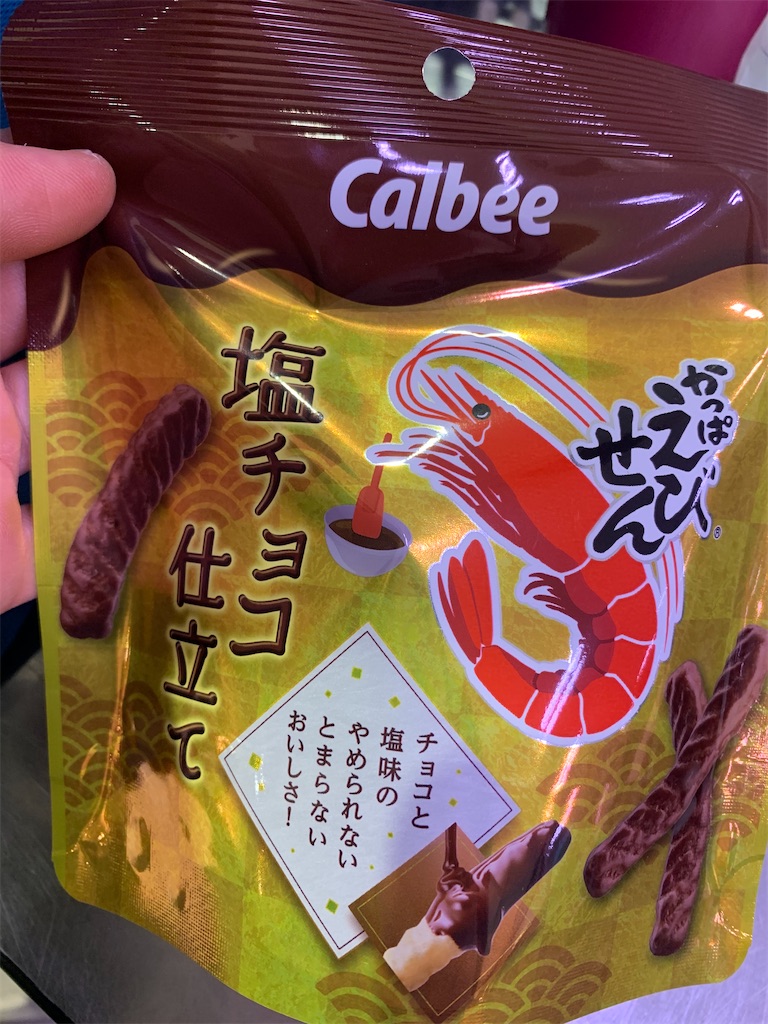 Calbee
かっぱ
えび
せん
塩チョコ
仕立て
チョコと
塩味の
やめられない
とまらない
おいしさ!